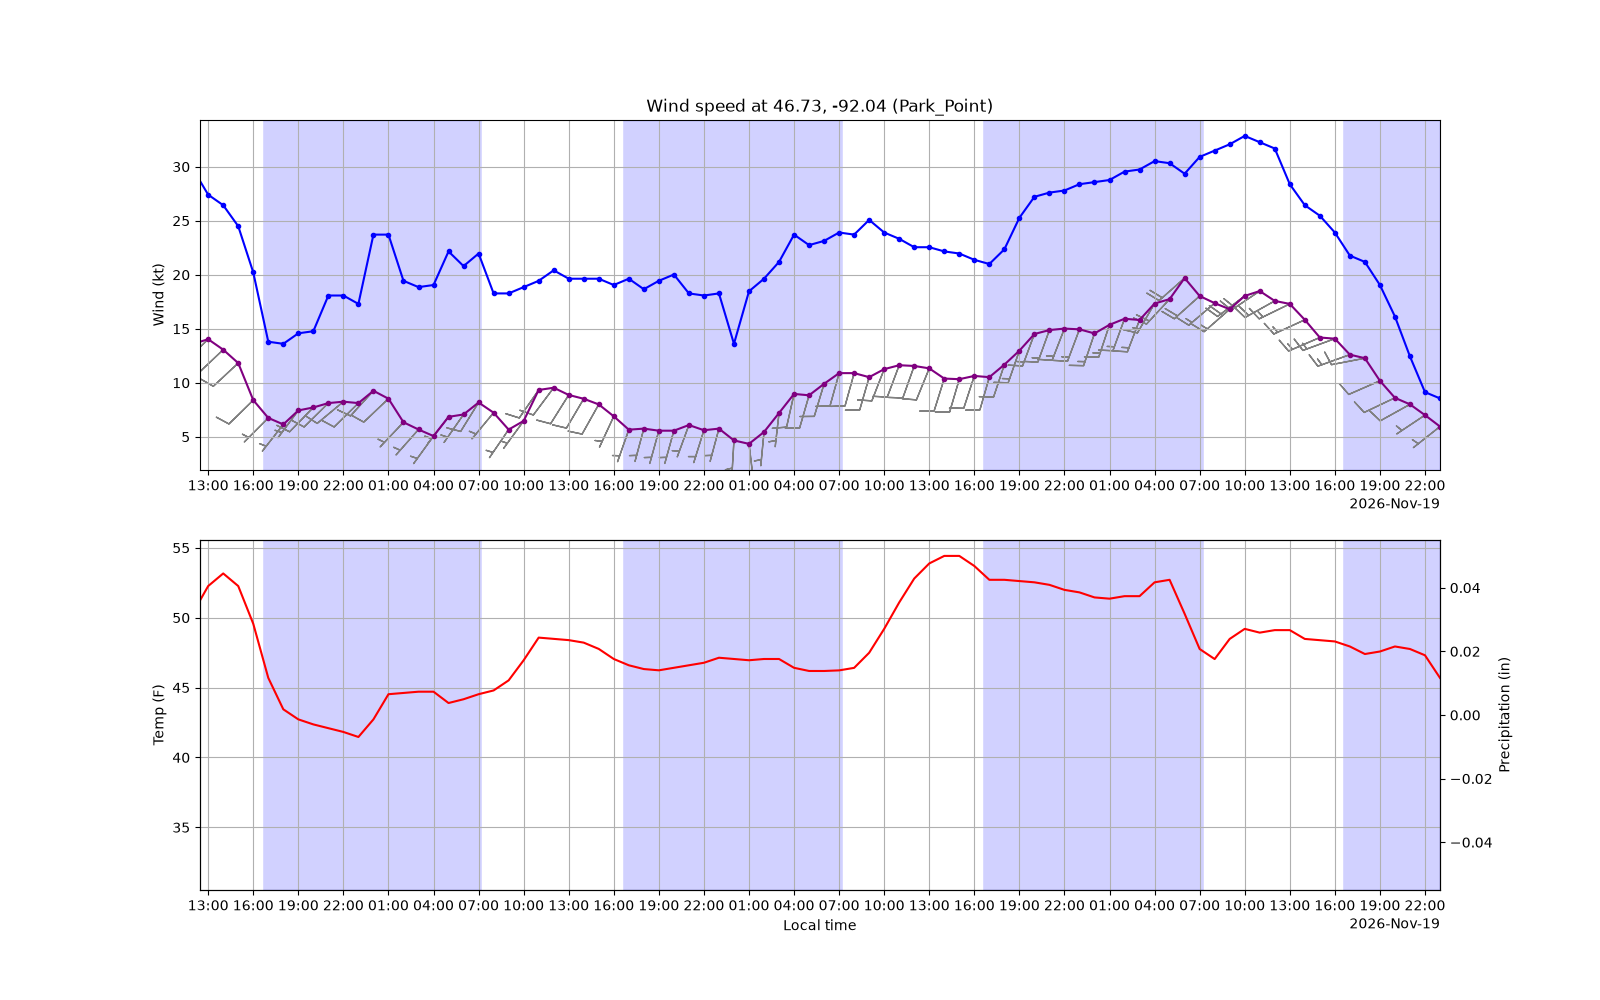 Wind speed at 46.73, -92.04 (Park_Point)
Wind (kt)
30
25
20
15
10
5
13:00 16:00 19:00 22:00 01:00 04:00 07:00 10:00 13:00 16:00 19:00 22:00 01:00 04:00 07:00 10:00 13:00 16:00 19:00 22:00 01:00 04:00 07:00 10:00 13:00 16:00 19:00 22:00
2026-Nov-19
Temp (F)
55
50
45
40
35
0.04
0.02
0.00
−0.02
−0.04
Precipitation (in)
13:00 16:00 19:00 22:00 01:00 04:00 07:00 10:00 13:00 16:00 19:00 22:00 01:00 04:00 07:00 10:00 13:00 16:00 19:00 22:00 01:00 04:00 07:00 10:00 13:00 16:00 19:00 22:00
Local time
2026-Nov-19